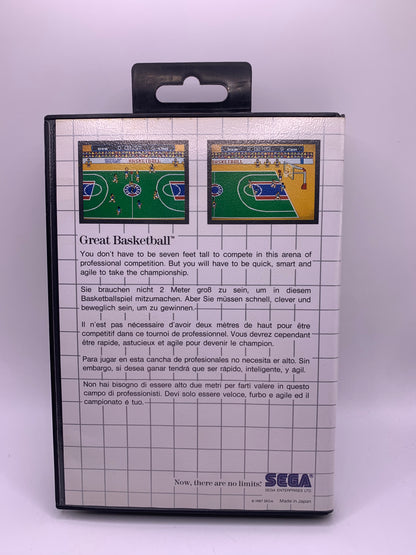 BASKETBALL
Great Basketball™
You don't have to be seven feet tall to compete in this arena of
professional competition. But you will have to be quick, smart and
agile to take the championship.
Sie brauchen nicht 2 Meter groß zu sein, um in diesem
Basketballspiel mitzumachen. Aber Sie müssen schnell, clever und
beweglich sein, um zu gewinnen.
Il n'est pas nécessaire d'avoir deux mètres de haut pour être
compétitif dans ce tournoi de professionnel. Vous devrez cependant
être rapide, astucieux et agile pour devenir le champion.
Para jugar en esta cancha de profesionales no necesita er alto. Sin
embargo, si desea ganar tendrá que ser rápido, inteligente, y ágil.
Non hai bisogno di essere alto due metri per farti valere in questo
campo di professionisti. Devi solo essere veloce, furbo e agile ed il
campionato é tuo.
Now, there are no limits.
SEGA
SEGA ENTERPRISES LTD.
© 1987 SEGA Made in Japan